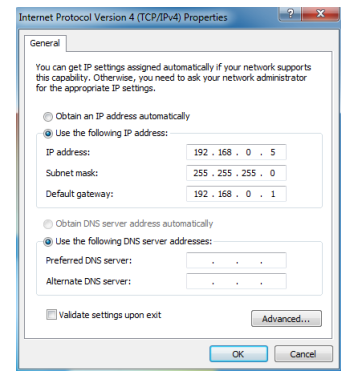 Internet Protocol Version 4 (TCP/IPv4) Properties
General
You can get IP settings assigned automatically if your network supports
this capability. Otherwise, you need to ask your network administrator
for the appropriate IP settings.
Obtain an IP address automatically
Use the following IP address:
IP address: 192 . 168 . 0 . 5
Subnet mask: 255 . 255 . 255 . 0
Default gateway: 192 . 168 . 0 . 1
Obtain DNS server address automatically
Use the following DNS server addresses:
Preferred DNS server: . . .
Alternate DNS server: . . .
Validate settings upon exit
Advanced...
OK Cancel